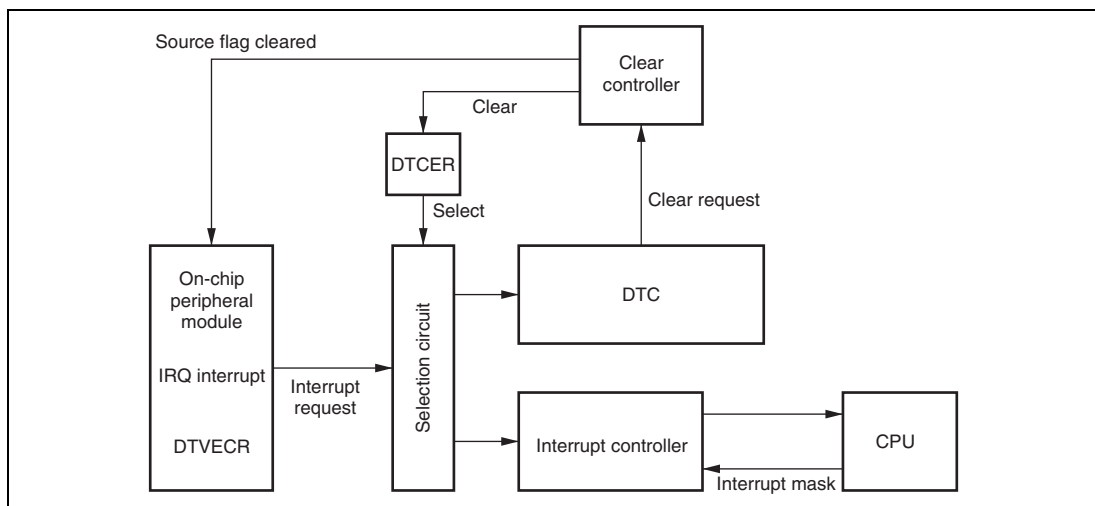 Source flag cleared
Clear
controller
Clear
DTCER
Clear request
Select
On-chip
peripheral
module
IRQ interrupt
DTVECR
Interrupt
request
Selection circuit
DTC
Interrupt controller
CPU
Interrupt mask